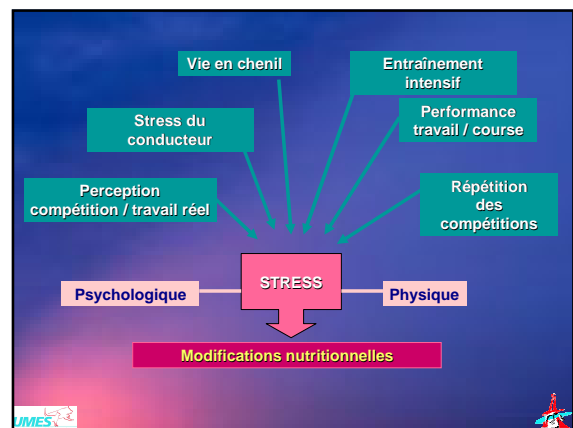 Vie en chenil
Entraînement
intensif
Stress du
conducteur
Performance
travail / course
Perception
compétition / travail réel
Répétition
des
compétitions
STRESS
Psychologique
Physique
Modifications nutritionnelles
UMES